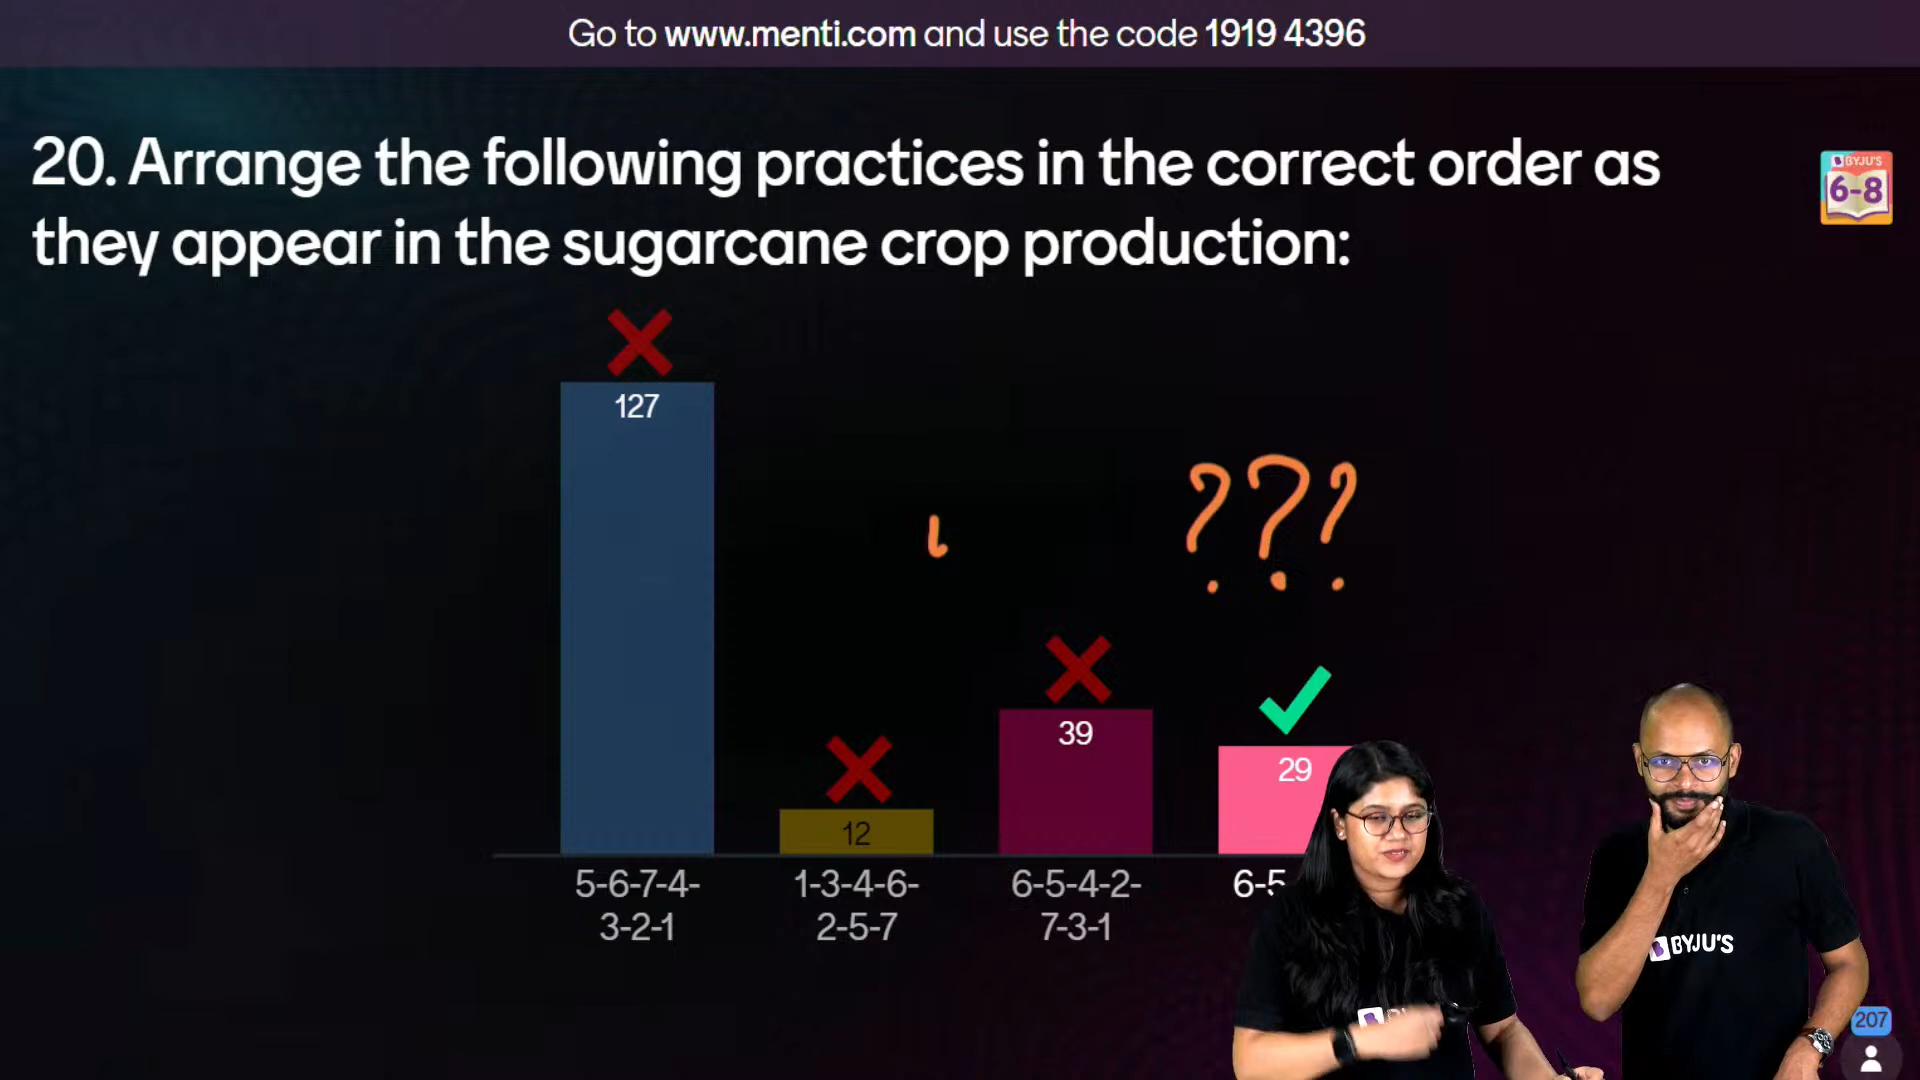 Go to www.menti.com and use the code 1919 4396
20. Arrange the following practices in the correct order as
they appear in the sugarcane crop production:
BYJU'S
6-8
127
???
39
29
12
5-6-7-4-
3-2-1
1-3-4-6-
2-5-7
6-5-4-2-
7-3-1
6-5
BYJU'S
207